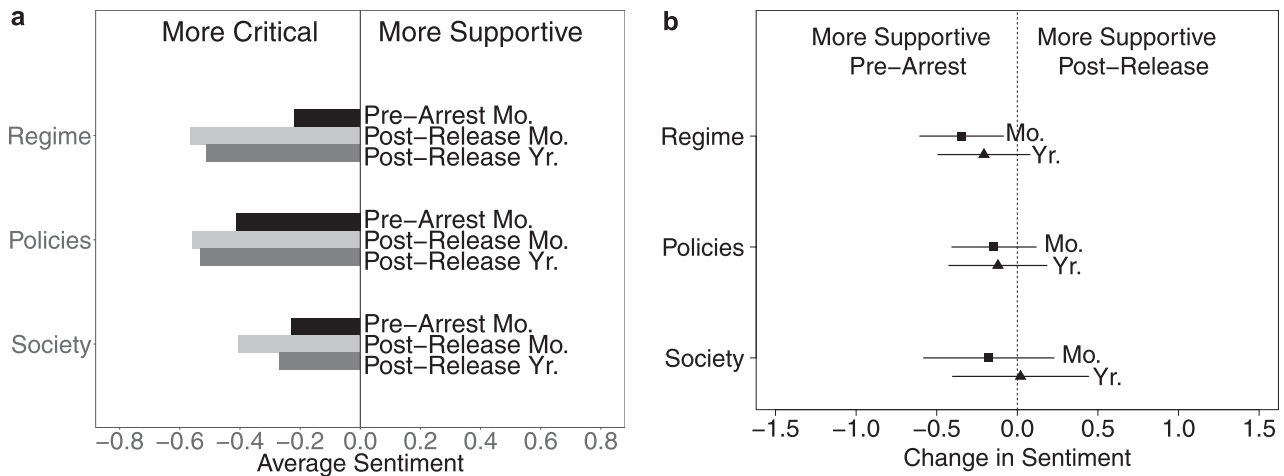 a
More Critical More Supportive
Regime
Pre−Arrest Mo.
Post−Release Mo.
Post−Release Yr.
Policies
Pre−Arrest Mo.
Post−Release Mo.
Post−Release Yr.
Society
Pre−Arrest Mo.
Post−Release Mo.
Post−Release Yr.
−0.8 −0.6 −0.4 −0.2 0.0 0.2 0.4 0.6 0.8
Average Sentiment
b
More Supportive
Pre−Arrest
More Supportive
Post−Release
Regime
Mo.
Yr.
Policies
Mo.
Yr.
Society
Mo.
Yr.
−1.5 −1.0 −0.5 0.0 0.5 1.0 1.5
Change in Sentiment